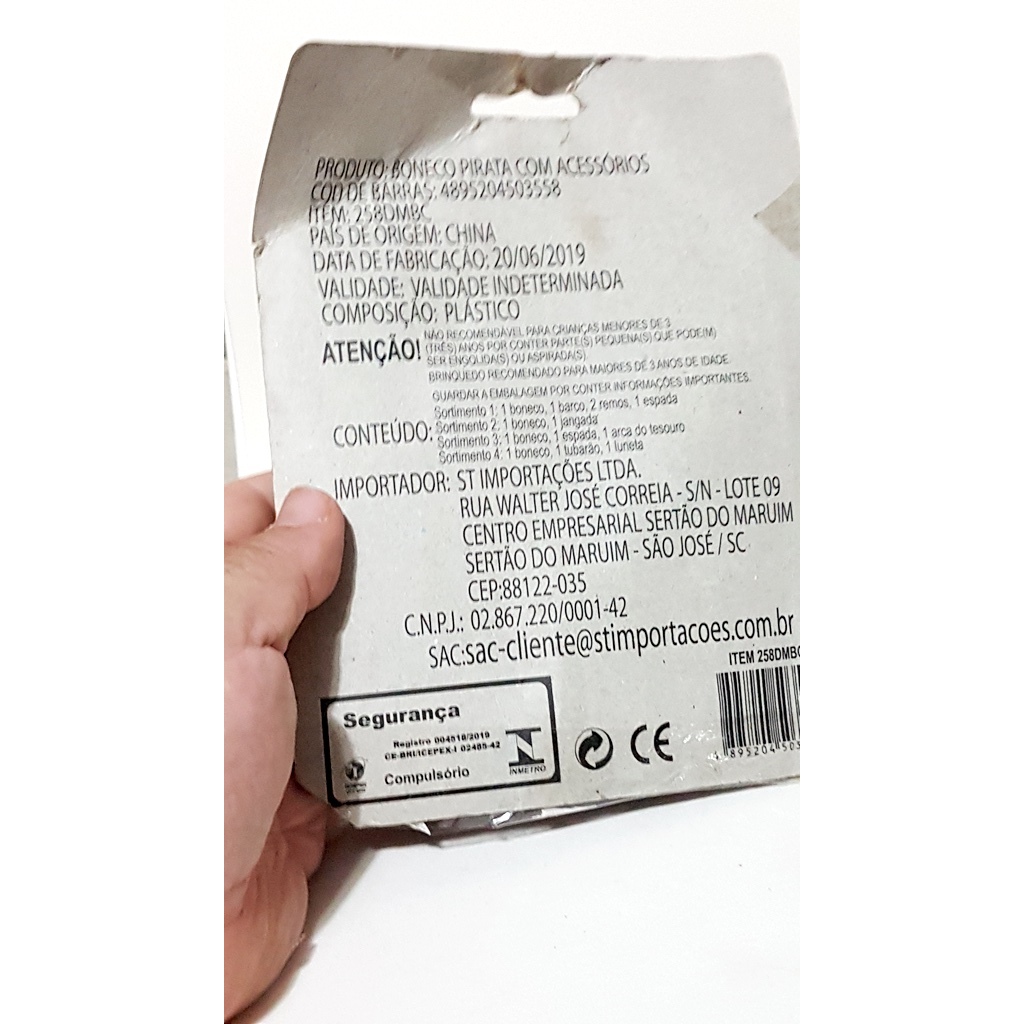 PRODUTO: BONECO PIRATA COM ACESSÓRIOS
COD DE BARRAS: 4895204503558
ITEM: 258DMBC
PAÍS DE ORIGEM: CHINA
DATA DE FABRICAÇÃO: 20/06/2019
VALIDADE: VALIDADE INDETERMINADA
COMPOSIÇÃO: PLÁSTICO
ATENÇÃO! NÃO RECOMENDÁVEL PARA CRIANÇAS MENORES DE 3
(TRÊS) ANOS POR CONTER PARTE(S) PEQUENA(S) QUE PODE(M)
SER ENGOLIDA(S) OU ASPIRADA(S).
BRINQUEDO RECOMENDADO PARA MAIORES DE 3 ANOS DE IDADE.
GUARDAR A EMBALAGEM POR CONTER INFORMAÇÕES IMPORTANTES.
CONTEÚDO: Sortimento 1: 1 boneco, 1 barco, 2 remos, 1 espada
Sortimento 2: 1 boneco, 1 jangada
Sortimento 3: 1 boneco, 1 espada, 1 arca do tesouro
Sortimento 4: 1 boneco, 1 tubarão, 1 luneta
IMPORTADOR: ST IMPORTAÇÕES LTDA.
RUA WALTER JOSÉ CORREIA - S/N - LOTE 09
CENTRO EMPRESARIAL SERTÃO DO MARUIM
SERTÃO DO MARUIM - SÃO JOSÉ / SC
CEP:88122-035
C.N.P.J.: 02.867.220/0001-42
SAC:sac-cliente@stimportacoes.com.br
ITEM 258DMBC
Segurança
Registro 004518/2019
CE-BRI/ICEPEX-I 02485-42
Compulsório
INMETRO
CE
895204 503